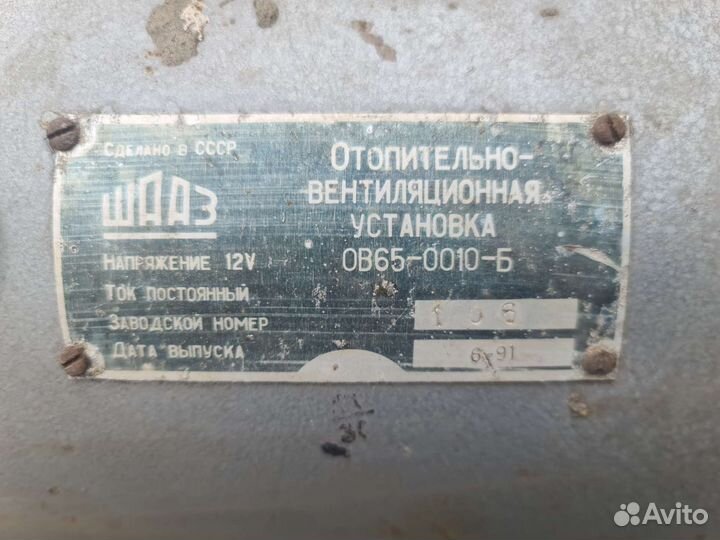 Сделано в СССР
ШААЗ
Отопительно-
вентиляционная
установка
ОВ65-0010-Б
Напряжение 12V
Ток постоянный
Заводской номер 106
Дата выпуска 6-91
Avito